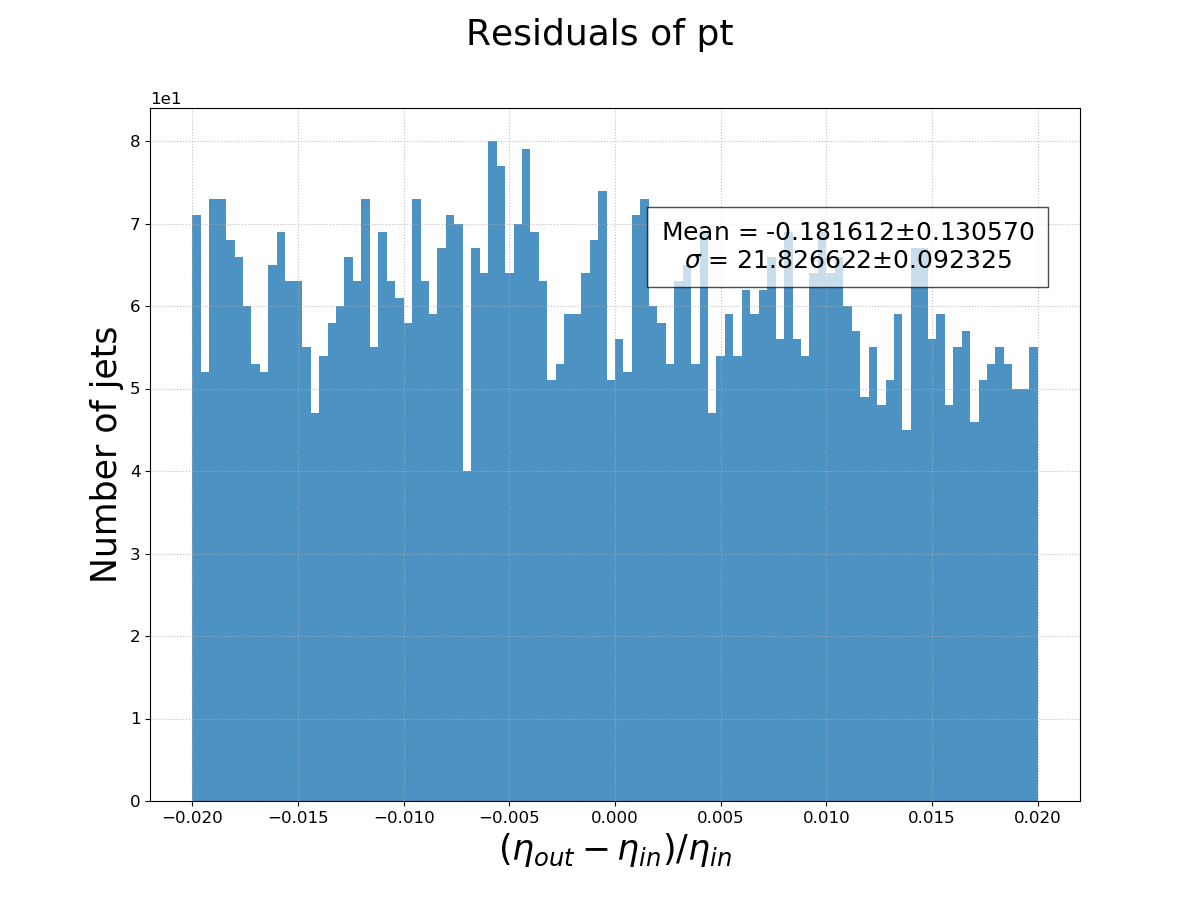 Residuals of pt
1e1
8
7
6
5
4
3
2
1
0
Number of jets
Mean = -0.181612±0.130570
σ = 21.826622±0.092325
−0.020 −0.015 −0.010 −0.005 0.000 0.005 0.010 0.015 0.020
(η_out − η_in)/η_in